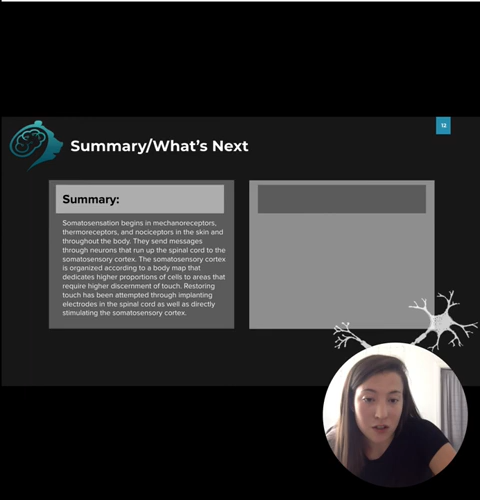 12
Summary/What's Next
Summary:
Somatosensation begins in mechanoreceptors,
thermoreceptors, and nociceptors in the skin and
throughout the body. They send messages
through neurons that run up the spinal cord to the
somatosensory cortex. The somatosensory cortex
is organized according to a body map that
dedicates higher proportions of cells to areas that
require higher discernment of touch. Restoring
touch has been attempted through implanting
electrodes in the spinal cord as well as directly
stimulating the somatosensory cortex.